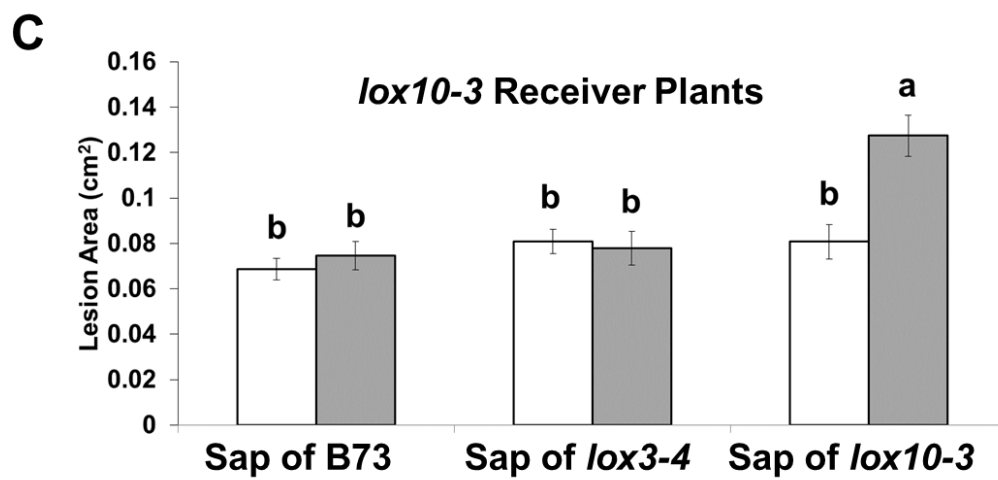 C
lox10-3 Receiver Plants
Lesion Area (cm²)
0.16
0.14
0.12
0.1
0.08
0.06
0.04
0.02
0
b
b
b
b
b
a
Sap of B73
Sap of lox3-4
Sap of lox10-3